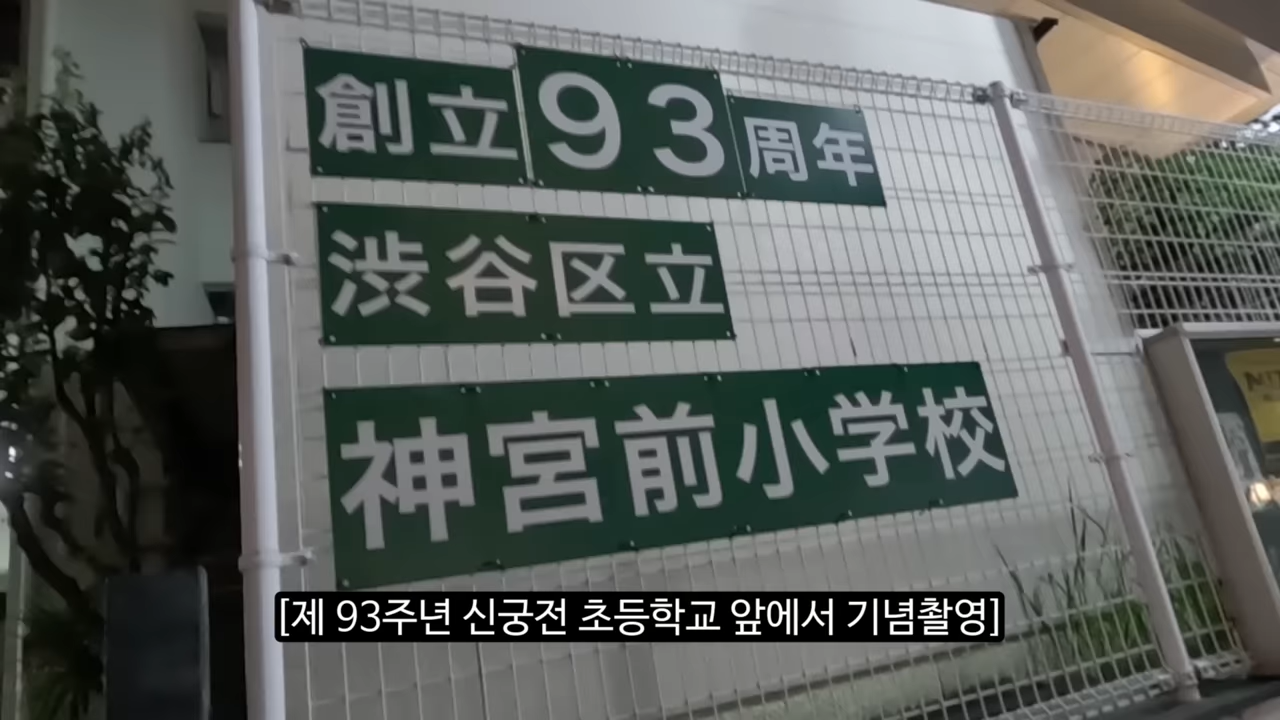 創立93周年
渋谷区立
神宮前小学校
[제 93주년 신궁전 초등학교 앞에서 기념촬영]